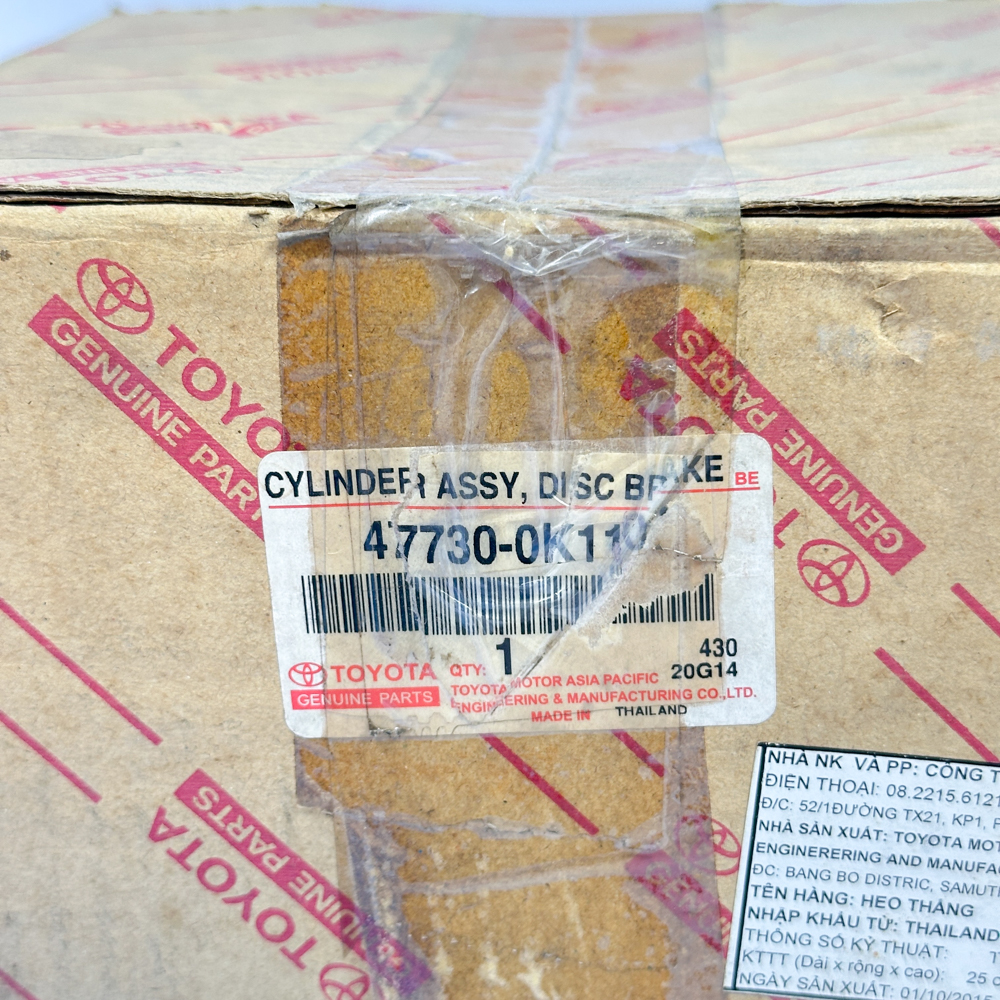 TOYOTA
GENUINE PARTS
GENUINE PARTS
CYLINDER ASSY, DISC BRAKE BE
47730-0K11
1
430
TOYOTA
QTY:
TOYOTA MOTOR ASIA PACIFIC
20G14
GENUINE PARTS
ENGINEERING & MANUFACTURING CO.,LTD.
MADE IN THAILAND
TOYOTA
GENUINE PARTS
NHÀ NK VÀ PP: CÔNG T
ĐIỆN THOẠI: 08.2215.6121
Đ/C: 52/1ĐƯỜNG TX21, KP1, P
NHÀ SẢN XUẤT: TOYOTA MOT
ENGINERERING AND MANUFA
ĐC: BANG BO DISTRIC, SAMUT
TÊN HÀNG: HEO THẮNG
NHẬP KHẨU TỪ: THAILAND
THÔNG SỐ KỸ THUẬT:
KTTT (Dài x rộng x cao): 25 c
NGÀY SẢN XUẤT: 01/10/2015